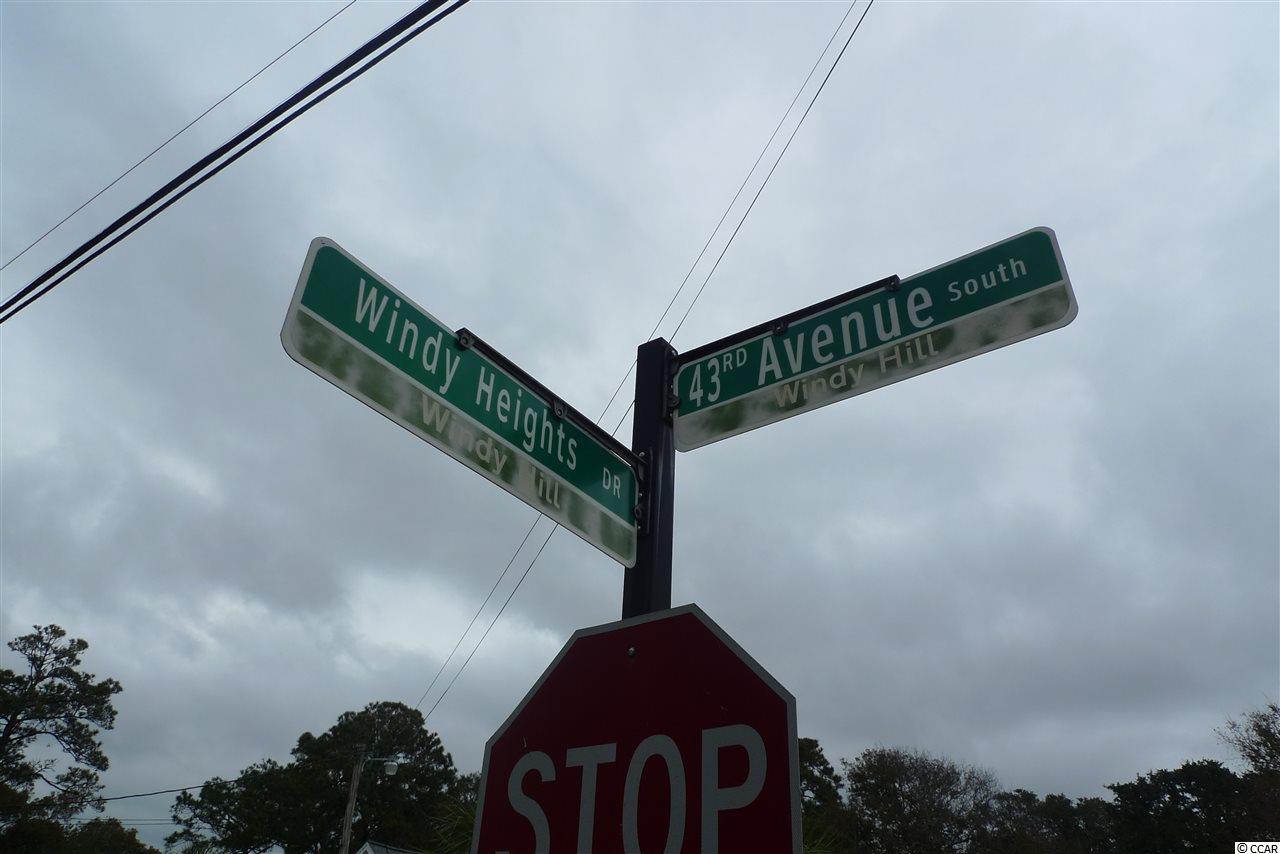 Windy Heights DR
Windy Hill
43RD Avenue South
Windy Hill
STOP
© CCAR